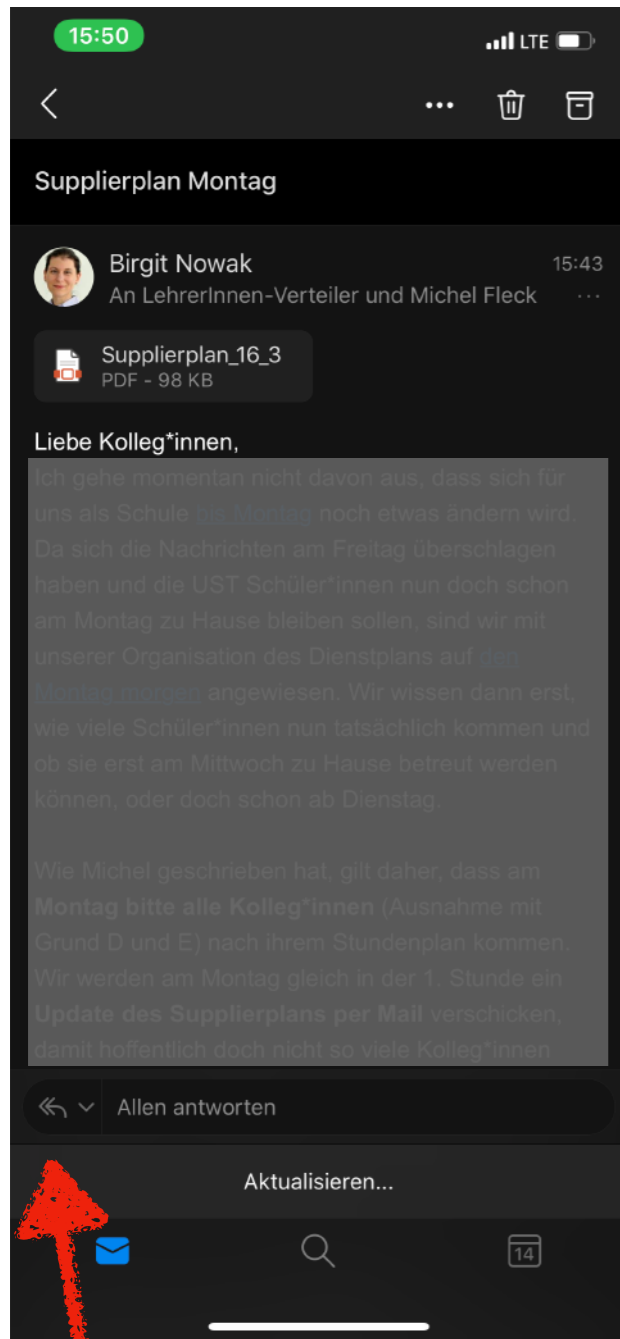 15:50
LTE
Supplierplan Montag
Birgit Nowak
15:43
An LehrerInnen-Verteiler und Michel Fleck
Supplierplan_16_3
PDF - 98 KB
Liebe Kolleg*innen,
Ich gehe momentan nicht davon aus, dass sich für
uns als Schule bis Montag noch etwas ändern wird.
Da sich die Nachrichten am Freitag überschlagen
haben und die UST Schüler*innen nun doch schon
am Montag zu Hause bleiben sollen, sind wir mit
unserer Organisation des Dienstplans auf den
Montag morgen angewiesen. Wir wissen dann erst,
wie viele Schüler*innen nun tatsächlich kommen und
ob sie erst am Mittwoch zu Hause betreut werden
können, oder doch schon ab Dienstag.
Wie Michel geschrieben hat, gilt daher, dass am
Montag bitte alle Kolleg*innen (Ausnahme mit
Grund D und E) nach ihrem Stundenplan kommen.
Wir werden am Montag gleich in der 1. Stunde ein
Update des Supplierplans per Mail verschicken,
damit hoffentlich doch nicht so viele Kolleg*innen
Allen antworten
Aktualisieren...
14